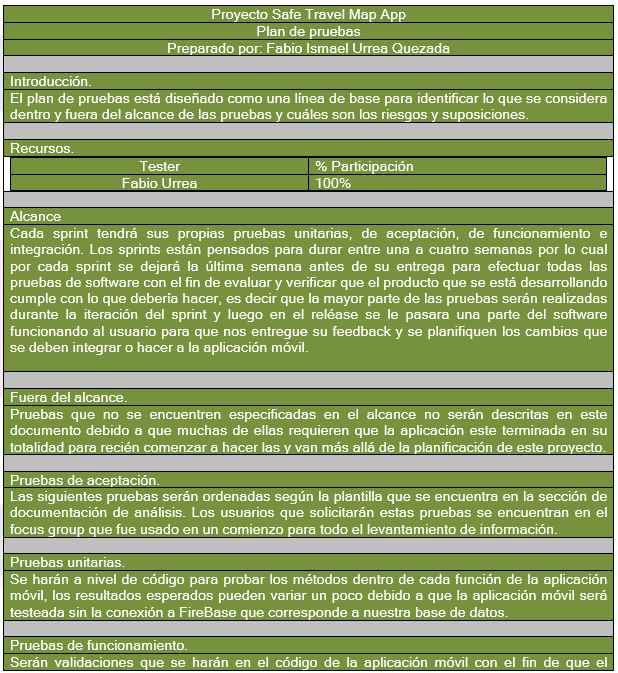 Proyecto Safe Travel Map App
Plan de pruebas
Preparado por: Fabio Ismael Urrea Quezada
Introducción.
El plan de pruebas está diseñado como una línea de base para identificar lo que se considera
dentro y fuera del alcance de las pruebas y cuáles son los riesgos y suposiciones.
Recursos.
Tester % Participación
Fabio Urrea 100%
Alcance
Cada sprint tendrá sus propias pruebas unitarias, de aceptación, de funcionamiento e
integración. Los sprints están pensados para durar entre una a cuatro semanas por lo cual
por cada sprint se dejará la última semana antes de su entrega para efectuar todas las
pruebas de software con el fin de evaluar y verificar que el producto que se está desarrollando
cumple con lo que debería hacer, es decir que la mayor parte de las pruebas serán realizadas
durante la iteración del sprint y luego en el reléase se le pasara una parte del software
funcionando al usuario para que nos entregue su feedback y se planifiquen los cambios que
se deben integrar o hacer a la aplicación móvil.
Fuera del alcance.
Pruebas que no se encuentren especificadas en el alcance no serán descritas en este
documento debido a que muchas de ellas requieren que la aplicación este terminada en su
totalidad para recién comenzar a hacer las y van más allá de la planificación de este proyecto.
Pruebas de aceptación.
Las siguientes pruebas serán ordenadas según la plantilla que se encuentra en la sección de
documentación de análisis. Los usuarios que solicitarán estas pruebas se encuentran en el
focus group que fue usado en un comienzo para todo el levantamiento de información.
Pruebas unitarias.
Se harán a nivel de código para probar los métodos dentro de cada función de la aplicación
móvil, los resultados esperados pueden variar un poco debido a que la aplicación móvil será
testeada sin la conexión a FireBase que corresponde a nuestra base de datos.
Pruebas de funcionamiento.
Serán validaciones que se harán en el código de la aplicación móvil con el fin de que el